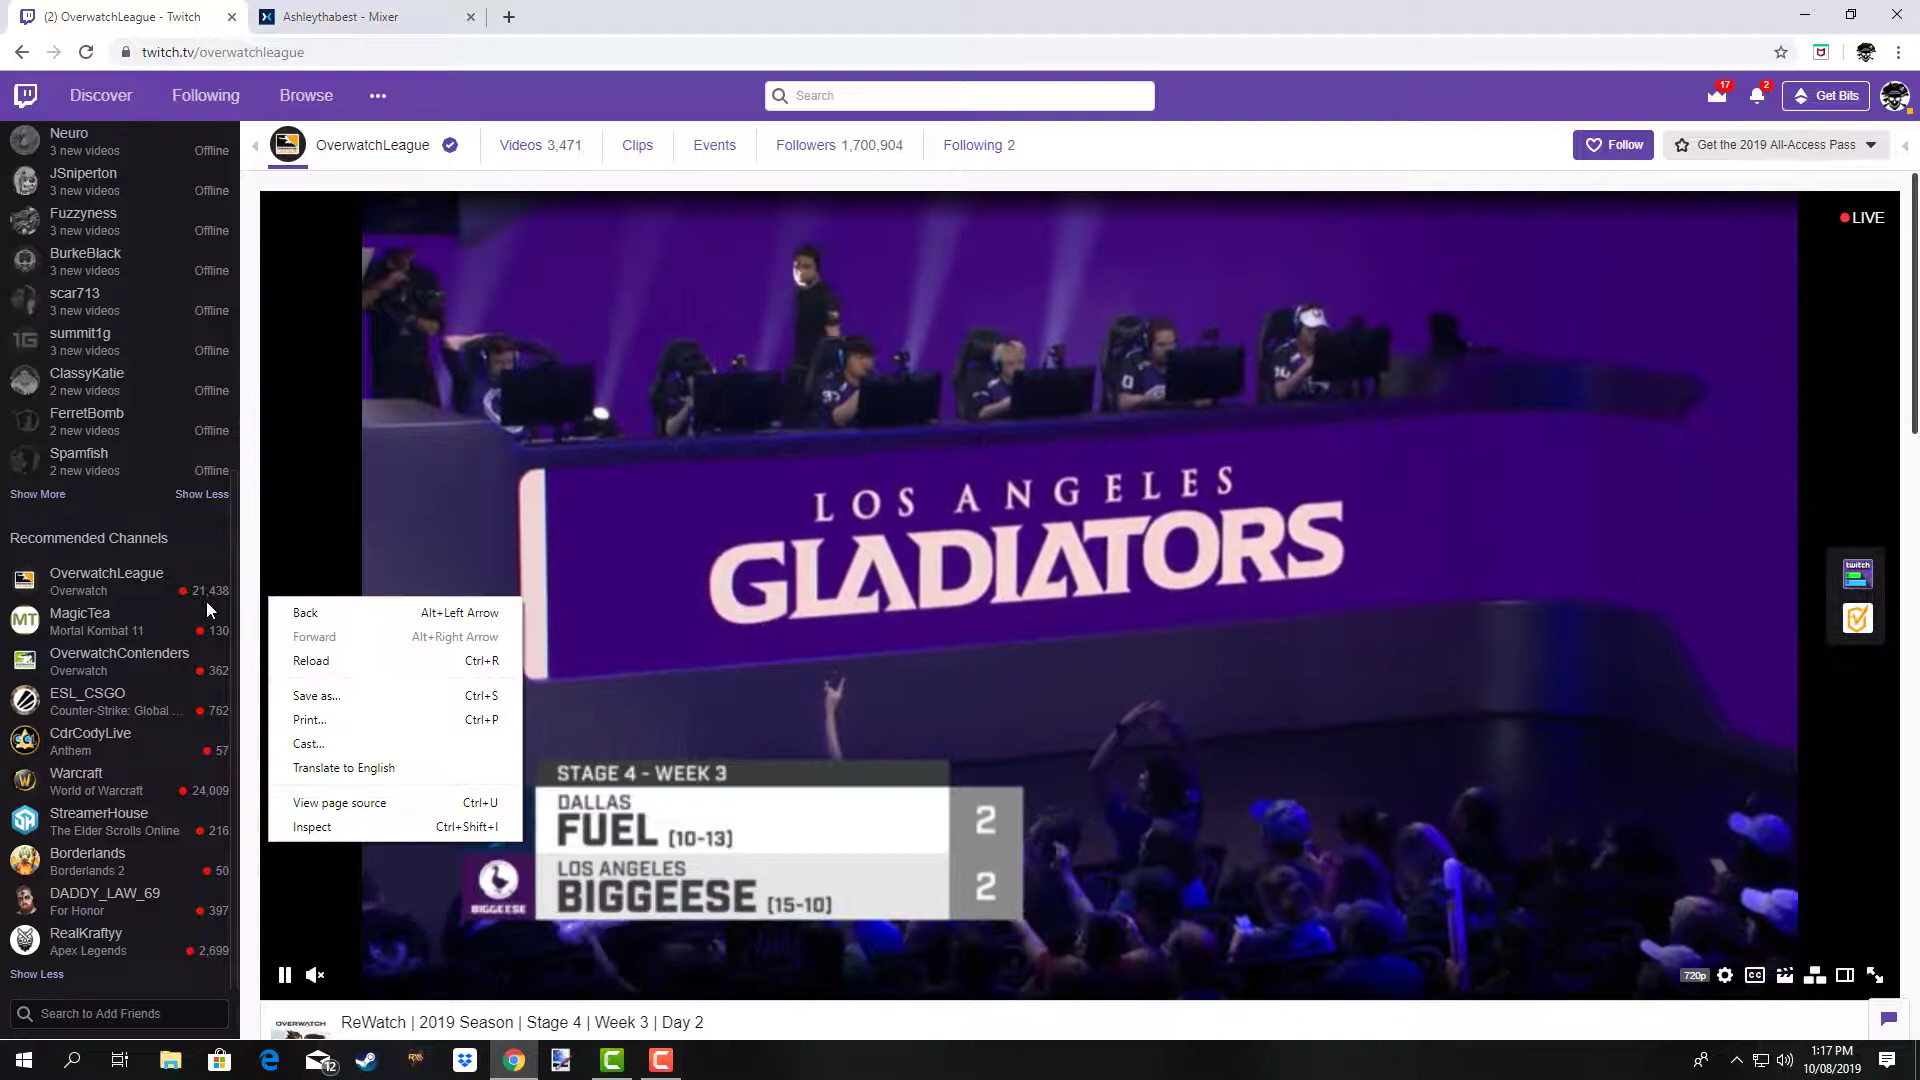 (2) OverwatchLeague - Twitch
Ashleythabest - Mixer
twitch.tv/overwatchleague
Discover
Following
Browse
Search
17
2
Get Bits
Neuro
3 new videos
Offline
JSniperton
3 new videos
Offline
Fuzzyness
3 new videos
Offline
BurkeBlack
3 new videos
Offline
scar713
3 new videos
Offline
summit1g
3 new videos
Offline
ClassyKatie
2 new videos
Offline
FerretBomb
2 new videos
Offline
Spamfish
2 new videos
Offline
Show More
Show Less
Recommended Channels
OverwatchLeague
Overwatch
21,438
MT
MagicTea
Mortal Kombat 11
130
OverwatchContenders
Overwatch
362
ESL_CSGO
Counter-Strike: Global ...
762
CdrCodyLive
Anthem
57
Warcraft
World of Warcraft
24,009
StreamerHouse
The Elder Scrolls Online
216
Borderlands
Borderlands 2
50
DADDY_LAW_69
For Honor
397
RealKraftyy
Apex Legends
2,699
Show Less
Search to Add Friends
OverwatchLeague
Videos 3,471
Clips
Events
Followers 1,700,904
Following 2
Follow
Get the 2019 All-Access Pass
LIVE
LOS ANGELES
GLADIATORS
twitch
Back
Alt+Left Arrow
Forward
Alt+Right Arrow
Reload
Ctrl+R
Save as...
Ctrl+S
Print...
Ctrl+P
Cast...
Translate to English
View page source
Ctrl+U
Inspect
Ctrl+Shift+I
STAGE 4 - WEEK 3
DALLAS
FUEL (10-13)
2
LOS ANGELES
BIGGEESE (15-10)
2
BIGGEESE
720p
CC
OVERWATCH
ReWatch | 2019 Season | Stage 4 | Week 3 | Day 2
12
1:17 PM
10/08/2019